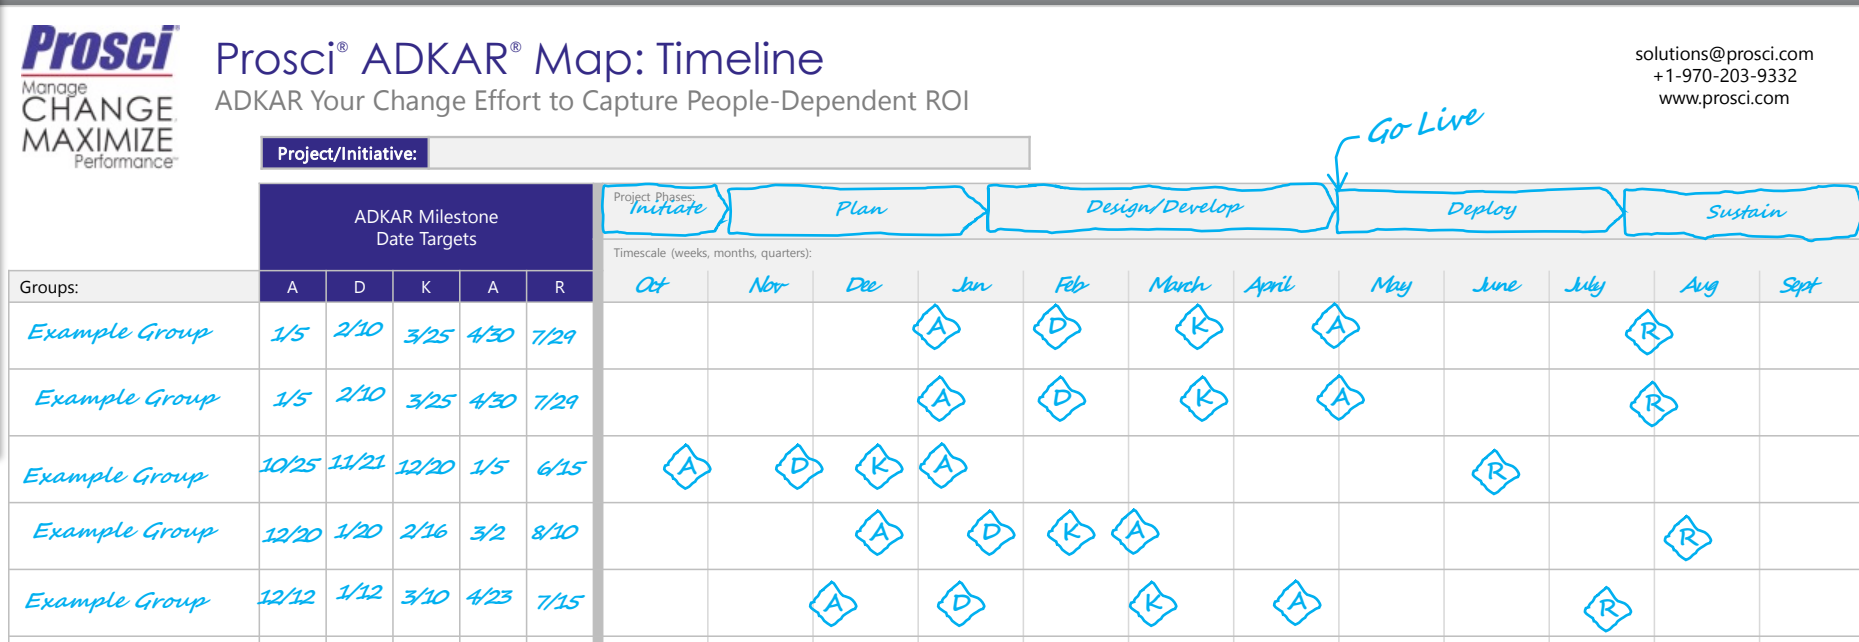 Prosci®
Manage
CHANGE
MAXIMIZE
Performance™
Prosci® ADKAR® Map: Timeline
ADKAR Your Change Effort to Capture People-Dependent ROI
solutions@prosci.com
+1-970-203-9332
www.prosci.com
Go Live
Project/Initiative:
ADKAR Milestone
Date Targets
Project Phases:
Initiate Plan Design/Develop Deploy Sustain
Timescale (weeks, months, quarters):
Groups: A D K A R Oct Nov Dec Jan Feb March April May June July Aug Sept
Example Group 1/5 2/10 3/25 4/30 7/29 A D K A R
Example Group 1/5 2/10 3/25 4/30 7/29 A D K A R
Example Group 10/25 11/21 12/20 1/5 6/15 A D K A R
Example Group 12/20 1/20 2/16 3/2 8/10 A D K A R
Example Group 12/12 1/12 3/10 4/23 7/15 A D K A R